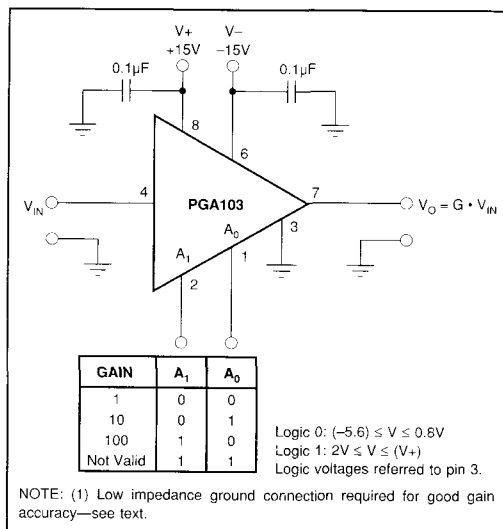 V+ V–
+15V –15V
0.1µF 0.1µF
8 6
4 7
V_IN PGA103 V_O = G • V_IN
3
A_1 A_0
2 1
GAIN A_1 A_0
1 0 0
10 0 1
100 1 0
Not Valid 1 1
Logic 0: (–5.6) ≤ V ≤ 0.8V
Logic 1: 2V ≤ V ≤ (V+)
Logic voltages referred to pin 3.
NOTE: (1) Low impedance ground connection required for good gain
accuracy—see text.